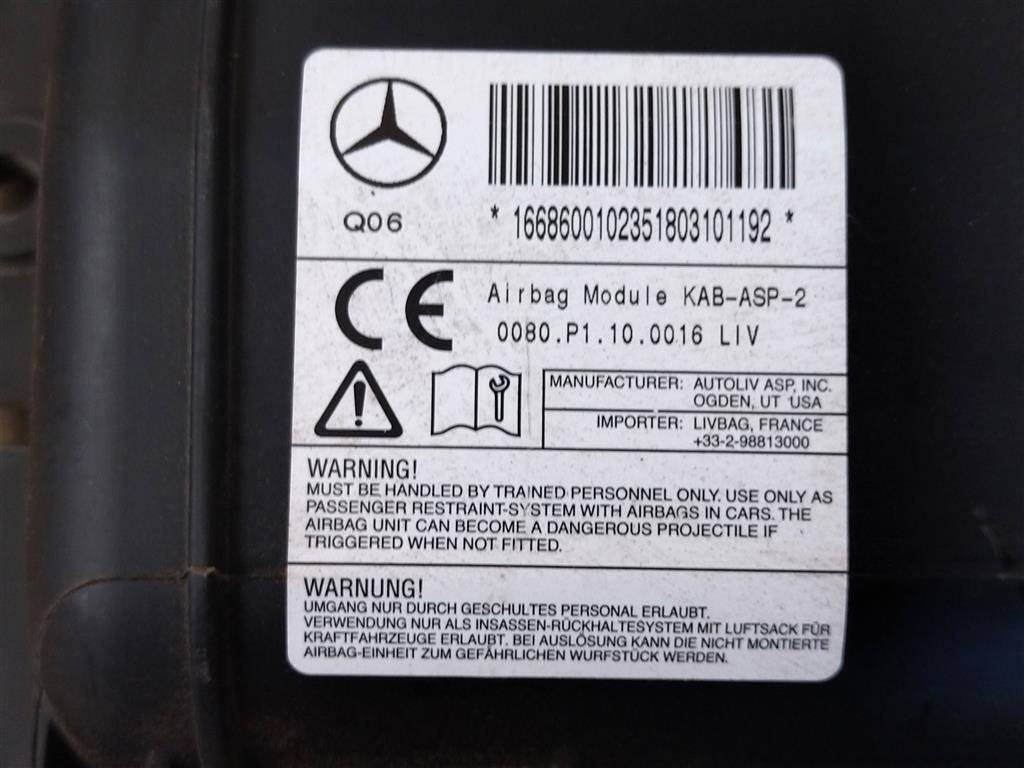 Q06
* 16686001023518031011​92 *
CE
Airbag Module KAB-ASP-2
0080.P1.10.0016 LIV
MANUFACTURER: AUTOLIV ASP, INC.
OGDEN, UT USA
IMPORTER: LIVBAG, FRANCE
+33-2-98813000
WARNING!
MUST BE HANDLED BY TRAINED PERSONNEL ONLY. USE ONLY AS
PASSENGER RESTRAINT-SYSTEM WITH AIRBAGS IN CARS. THE
AIRBAG UNIT CAN BECOME A DANGEROUS PROJECTILE IF
TRIGGERED WHEN NOT FITTED.
WARNUNG!
UMGANG NUR DURCH GESCHULTES PERSONAL ERLAUBT.
VERWENDUNG NUR ALS INSASSEN-RÜCKHALTESYSTEM MIT LUFTSACK FÜR
KRAFTFAHRZEUGE ERLAUBT. BEI AUSLÖSUNG KANN DIE NICHT MONTIERTE
AIRBAG-EINHEIT ZUM GEFÄHRLICHEN WURFSTÜCK WERDEN.